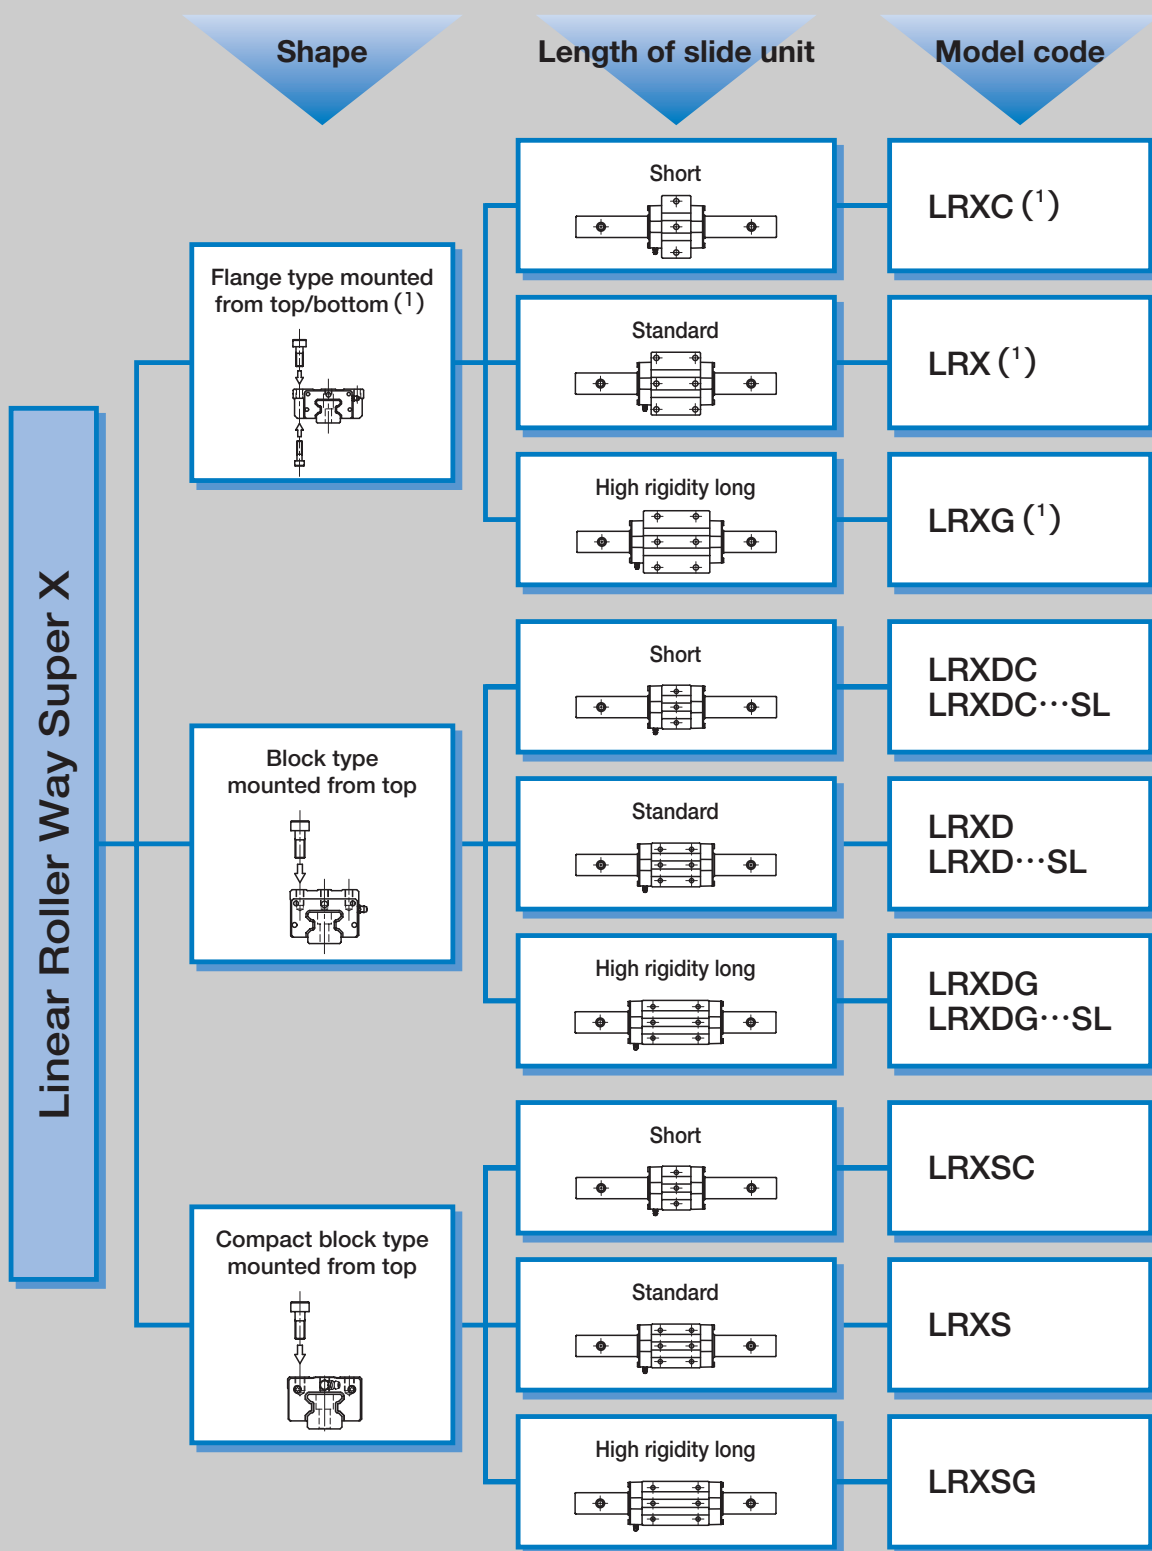 Shape
Length of slide unit
Model code
Linear Roller Way Super X
Flange type mounted
from top/bottom (1)
Short
LRXC (1)
Standard
LRX (1)
High rigidity long
LRXG (1)
Block type
mounted from top
Short
LRXDC
LRXDC⋯SL
Standard
LRXD
LRXD⋯SL
High rigidity long
LRXDG
LRXDG⋯SL
Compact block type
mounted from top
Short
LRXSC
Standard
LRXS
High rigidity long
LRXSG